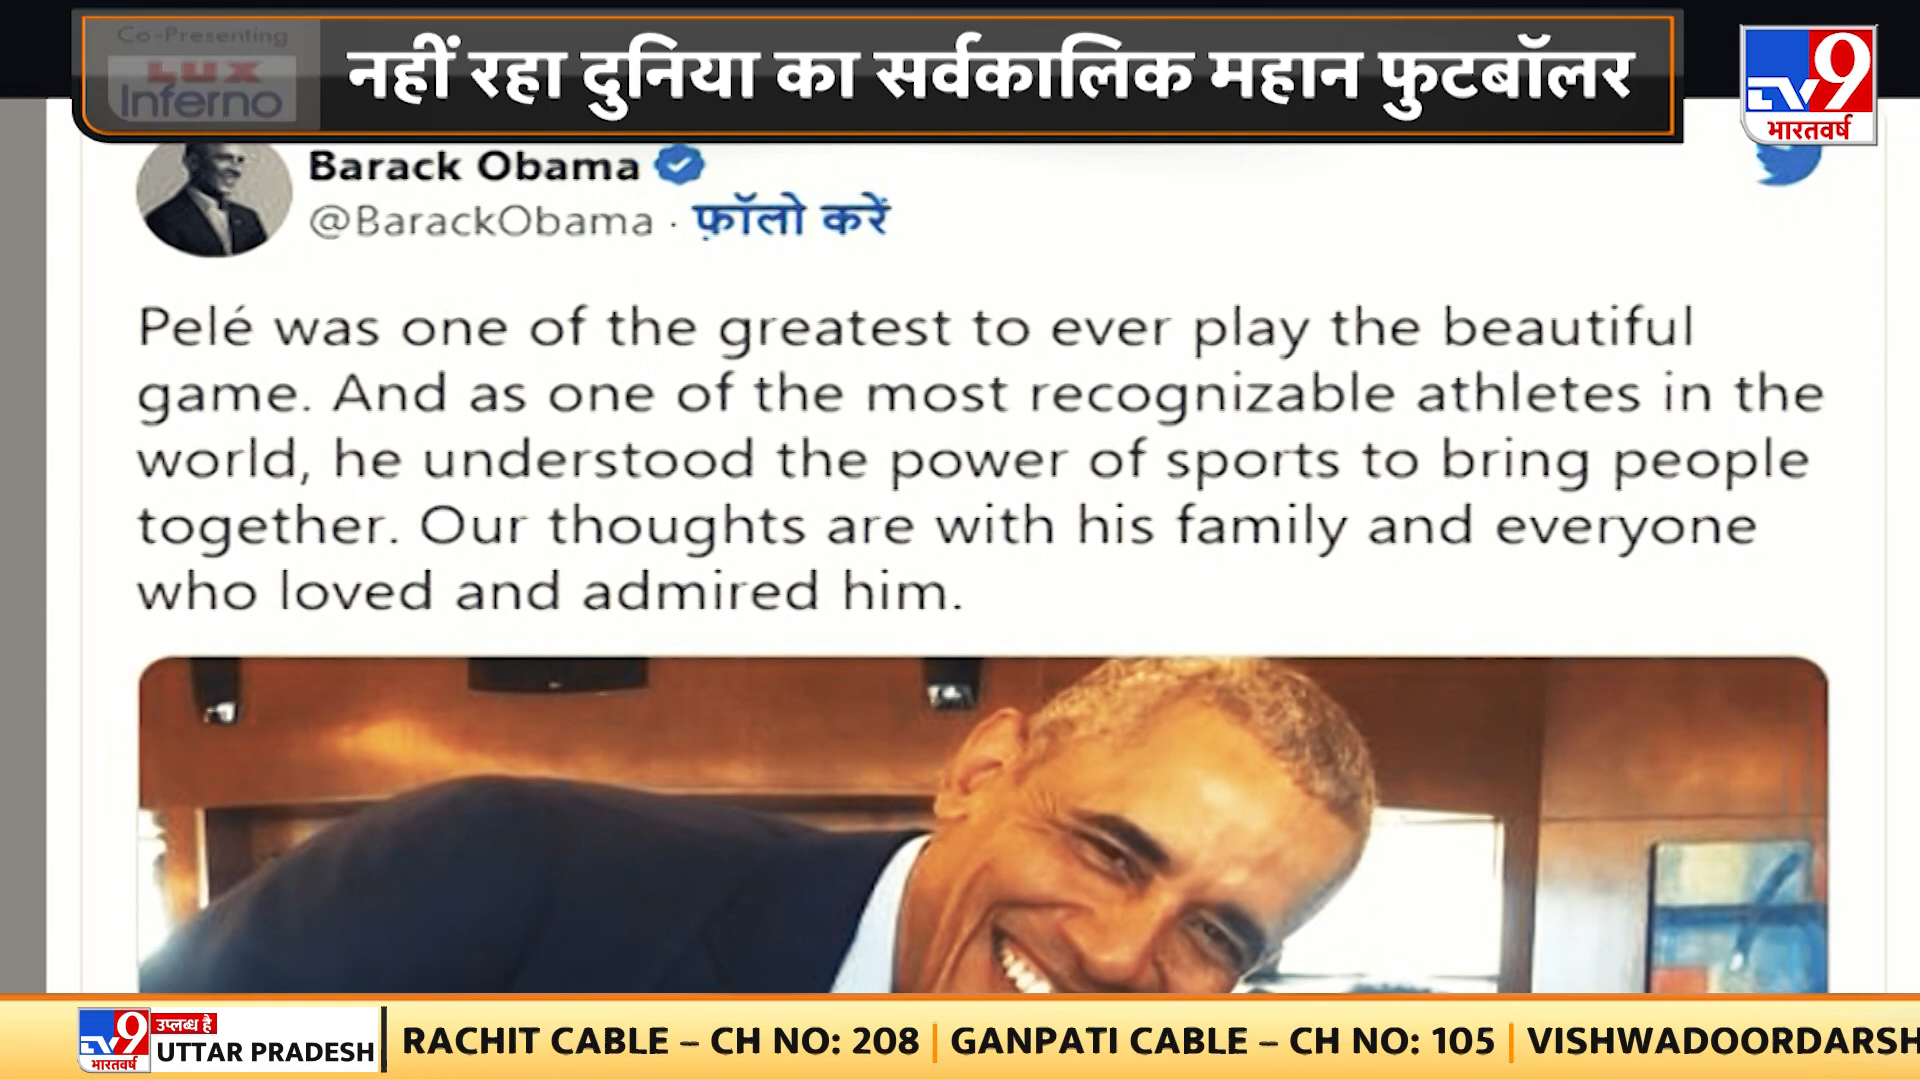 Co-Presenting
LUX
Inferno
नहीं रहा दुनिया का सर्वकालिक महान फुटबॉलर
TV9
भारतवर्ष
Barack Obama
@BarackObama · फ़ॉलो करें
Pelé was one of the greatest to ever play the beautiful
game. And as one of the most recognizable athletes in the
world, he understood the power of sports to bring people
together. Our thoughts are with his family and everyone
who loved and admired him.
TV9
भारतवर्ष
उप्लब्ध है
UTTAR PRADESH
RACHIT CABLE – CH NO: 208 | GANPATI CABLE – CH NO: 105 | VISHWADOORDARSH